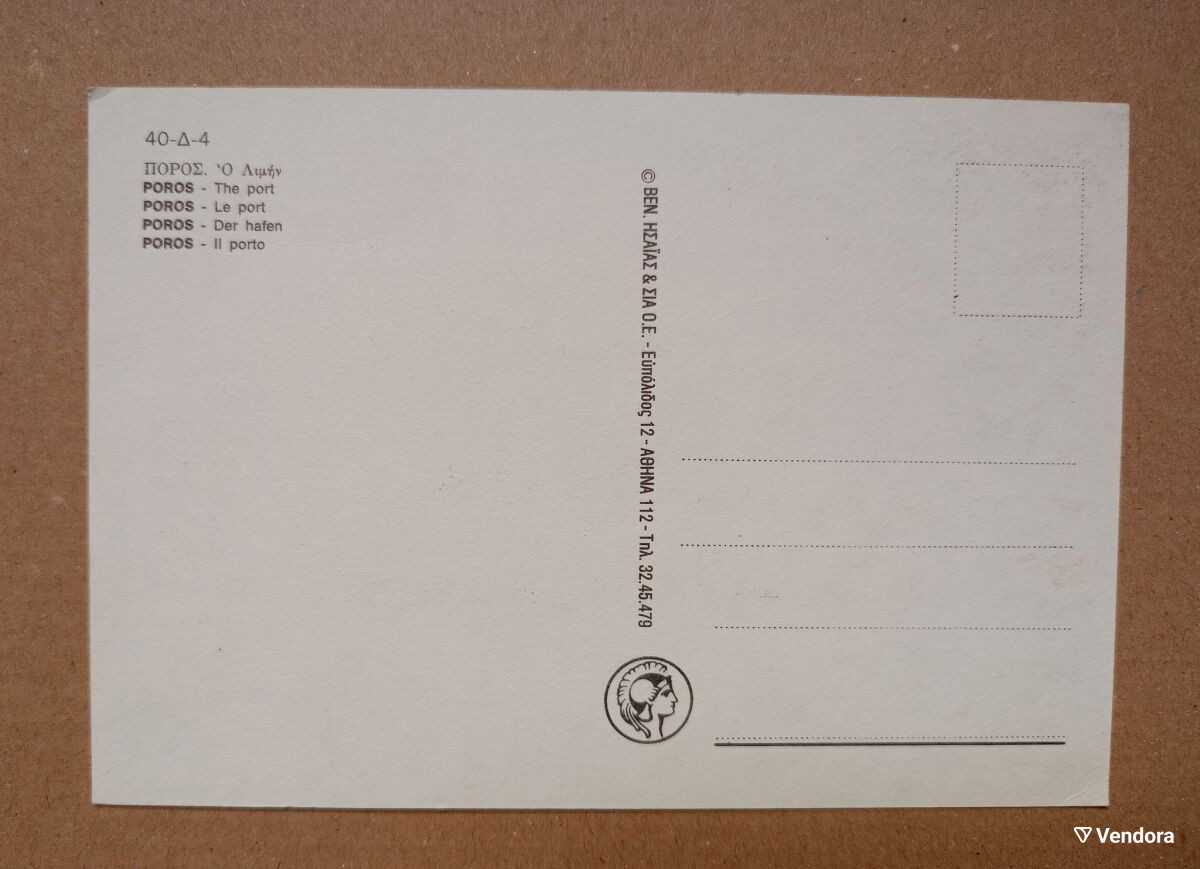 40-Δ-4
ΠΟΡΟΣ. Ὁ Λιμήν
POROS - The port
POROS - Le port
POROS - Der hafen
POROS - Il porto
© ΒΕΝ. ΗΣΑΪΑΣ & ΣΙΑ Ο.Ε. - Εὐπόλιδος 12 - ΑΘΗΝΑ 112 - Τηλ. 32.45.479
Vendora